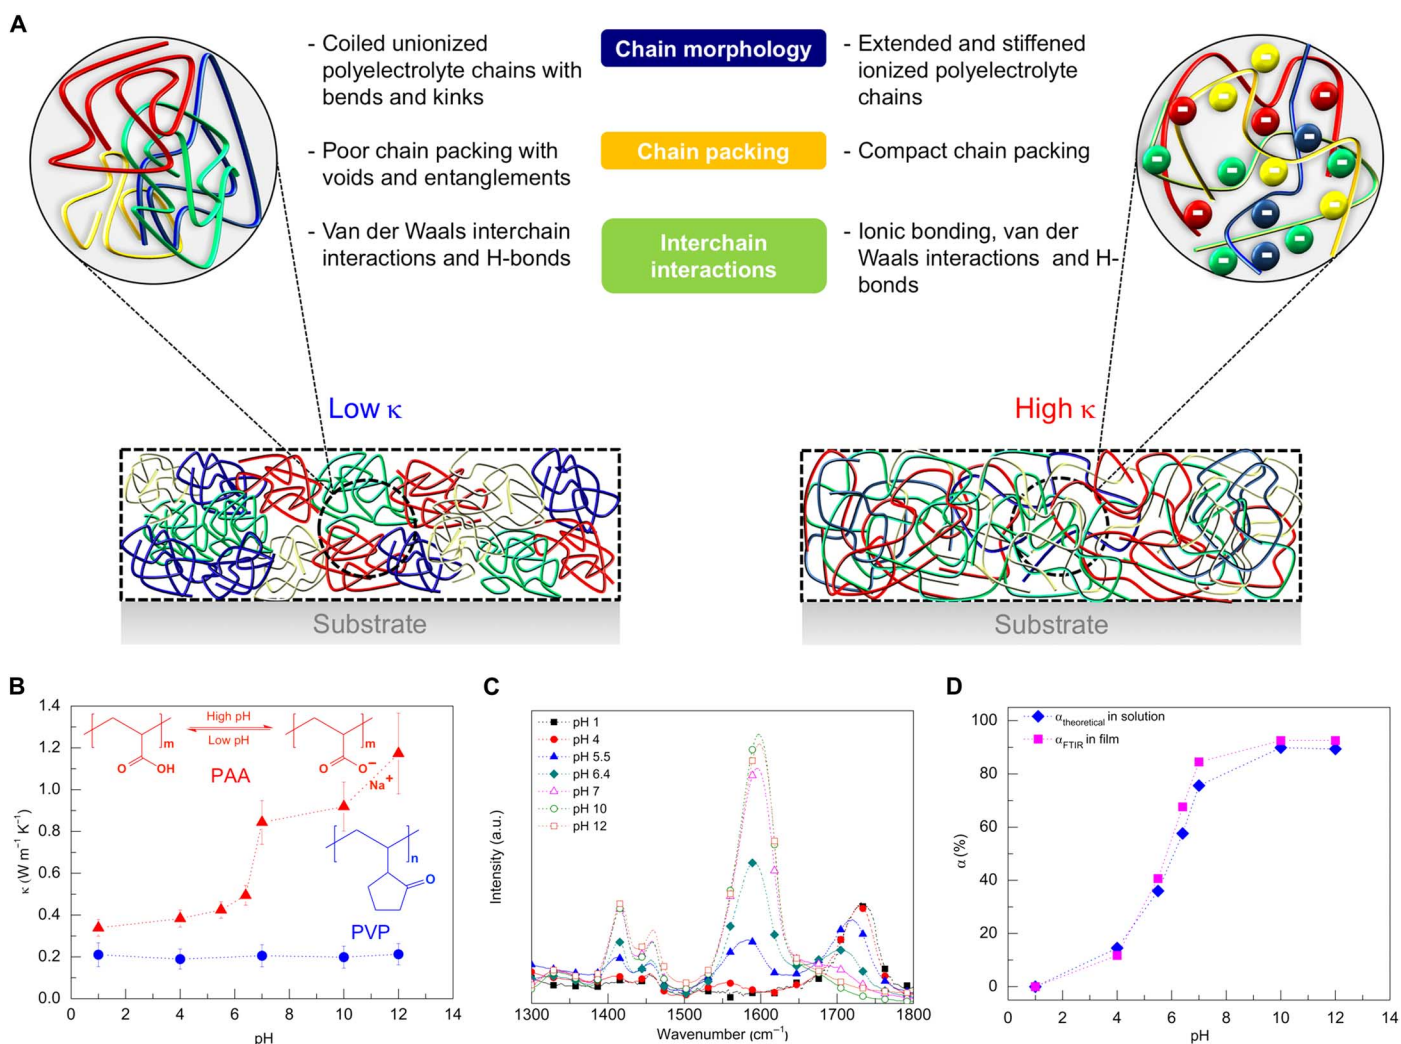 A
- Coiled unionized
polyelectrolyte chains with
bends and kinks
Chain morphology
- Extended and stiffened
ionized polyelectrolyte
chains
- Poor chain packing with
voids and entanglements
Chain packing
- Compact chain packing
- Van der Waals interchain
interactions and H-bonds
Interchain
interactions
- Ionic bonding, van der
Waals interactions and H-
bonds
Low κ
High κ
Substrate
Substrate
B
1.4
1.2
1.0
0.8
0.6
0.4
0.2
0.0
κ (W m⁻¹ K⁻¹)
0 2 4 6 8 10 12 14
pH
High pH
Low pH
m
O OH
PAA
m
O O⁻
Na⁺
n
O
PVP
C
Intensity (a.u.)
pH 1
pH 4
pH 5.5
pH 6.4
pH 7
pH 10
pH 12
1300 1400 1500 1600 1700 1800
Wavenumber (cm⁻¹)
D
100
80
60
40
20
0
α (%)
α theoretical in solution
α FTIR in film
0 2 4 6 8 10 12 14
pH